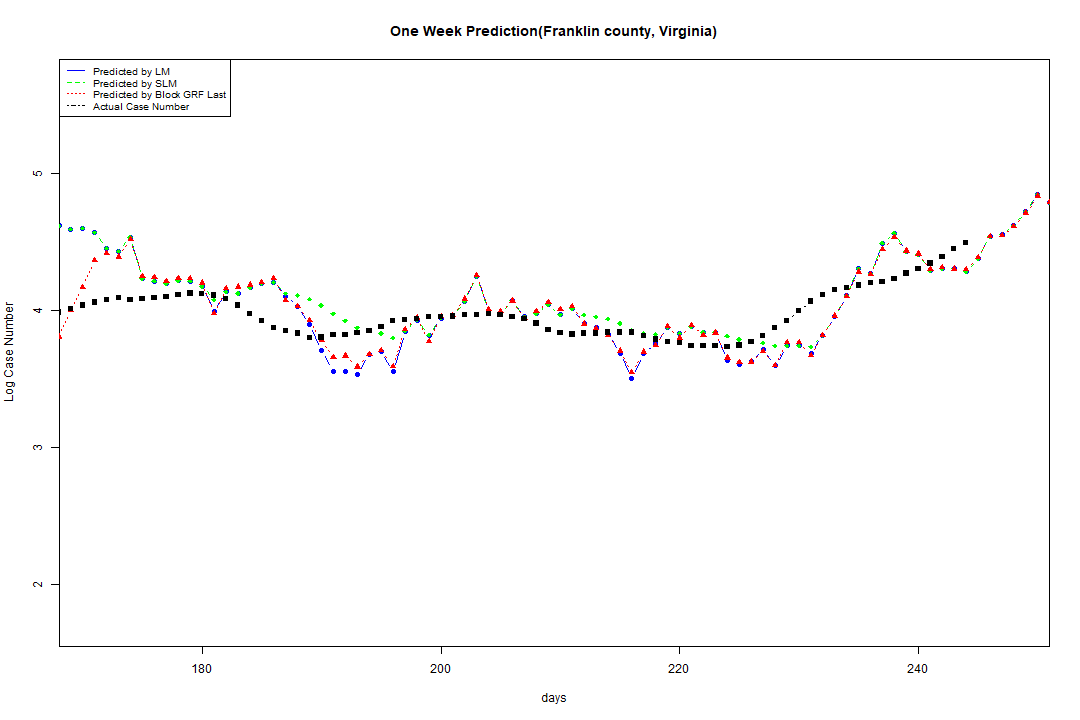 One Week Prediction(Franklin county, Virginia)
Predicted by LM
Predicted by SLM
Predicted by Block GRF Last
Actual Case Number
5
4
3
2
Log Case Number
180 200 220 240
days